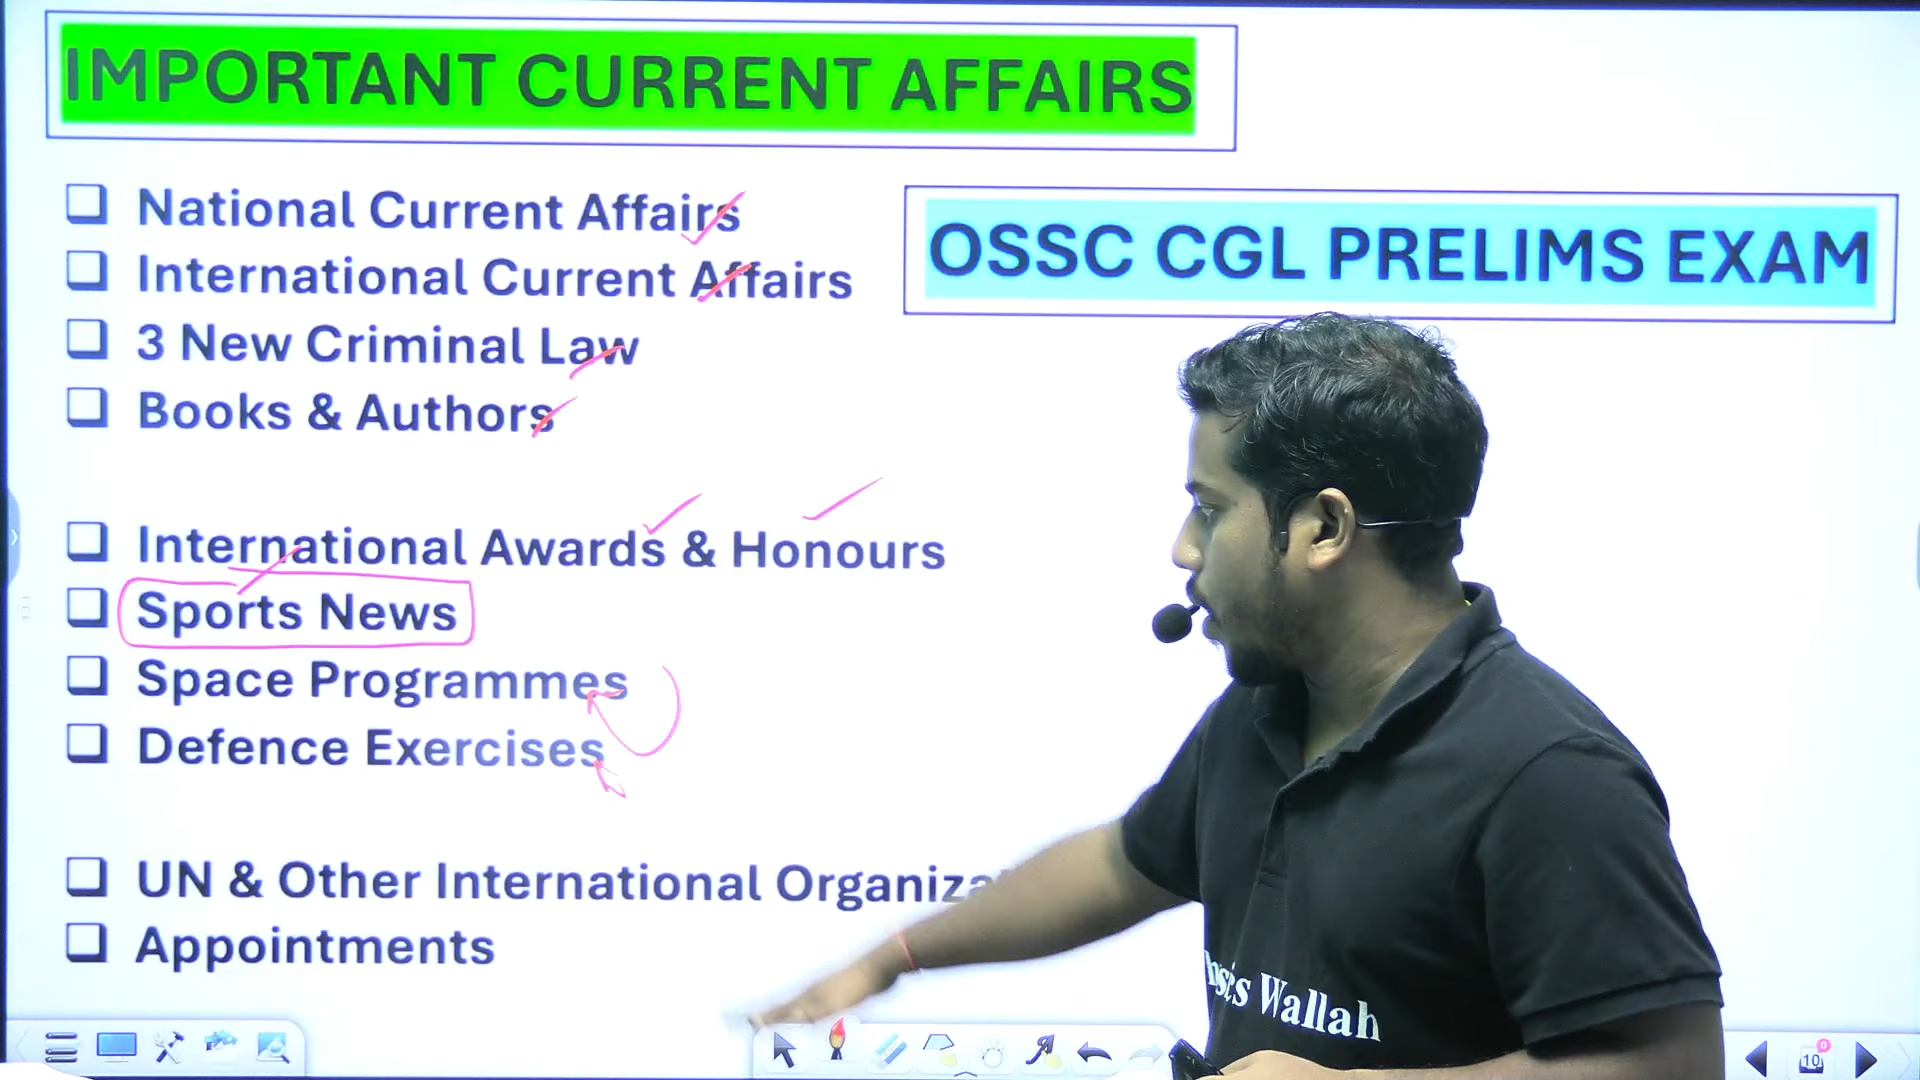 IMPORTANT CURRENT AFFAIRS
OSSC CGL PRELIMS EXAM
❑ National Current Affairs
❑ International Current Affairs
❑ 3 New Criminal Law
❑ Books & Authors
❑ International Awards & Honours
❑ Sports News
❑ Space Programmes
❑ Defence Exercises
❑ UN & Other International
❑ Appointments
Wallah
10
0